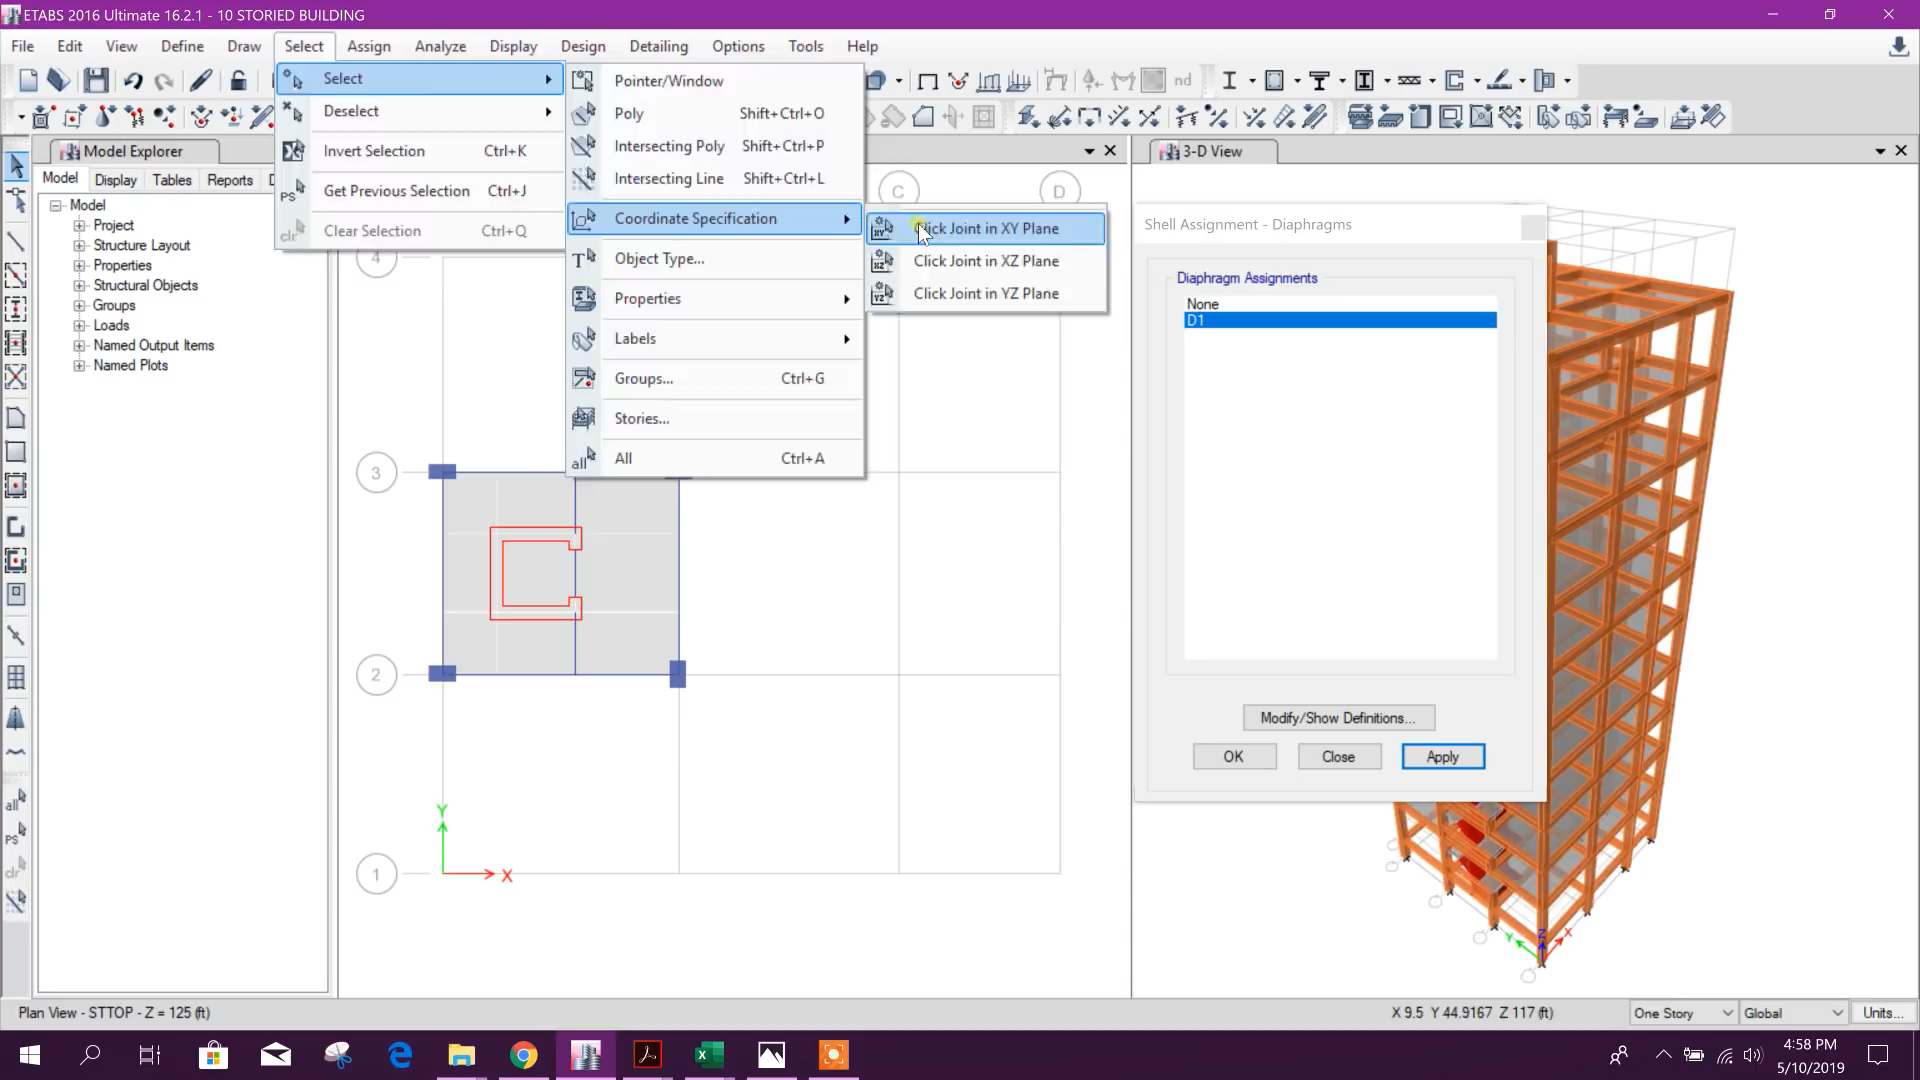 ETABS 2016 Ultimate 16.2.1 - 10 STORIED BUILDING
File Edit View Define Draw Select Assign Analyze Display Design Detailing Options Tools Help
nd
Select
Deselect
Invert Selection Ctrl+K
Get Previous Selection Ctrl+J
Clear Selection Ctrl+Q
Pointer/Window
Poly Shift+Ctrl+O
Intersecting Poly Shift+Ctrl+P
Intersecting Line Shift+Ctrl+L
Coordinate Specification
Object Type...
Properties
Labels
Groups... Ctrl+G
Stories...
All Ctrl+A
Click Joint in XY Plane
Click Joint in XZ Plane
Click Joint in YZ Plane
Model Explorer
Model Display Tables Reports
Model
Project
Structure Layout
Properties
Structural Objects
Groups
Loads
Named Output Items
Named Plots
C D
4
3
2
1
Y
X
3-D View
Shell Assignment - Diaphragms
Diaphragm Assignments
None
D1
Modify/Show Definitions...
OK Close Apply
Y Z X
all
PS
clr
Plan View - STTOP - Z = 125 (ft)
X 9.5 Y 44.9167 Z 117 (ft)
One Story Global Units...
4:58 PM
5/10/2019